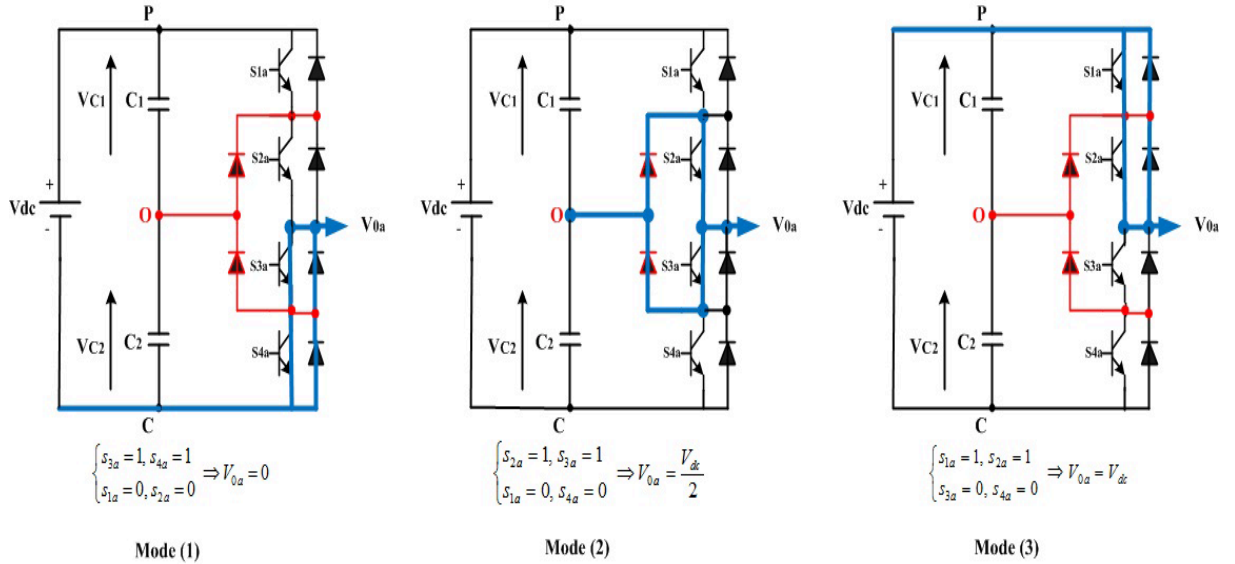 P
S1a
VC1
C1
S2a
+
Vdc
-
O
V0a
S3a
VC2
C2
S4a
C
s3a = 1, s4a = 1
s1a = 0, s2a = 0
⇒ V0a = 0
Mode (1)
P
S1a
VC1
C1
S2a
+
Vdc
-
O
V0a
S3a
VC2
C2
S4a
C
s2a = 1, s3a = 1
s1a = 0, s4a = 0
⇒ V0a = Vdc / 2
Mode (2)
P
S1a
VC1
C1
S2a
+
Vdc
-
O
V0a
S3a
VC2
C2
S4a
C
s1a = 1, s2a = 1
s3a = 0, s4a = 0
⇒ V0a = Vdc
Mode (3)